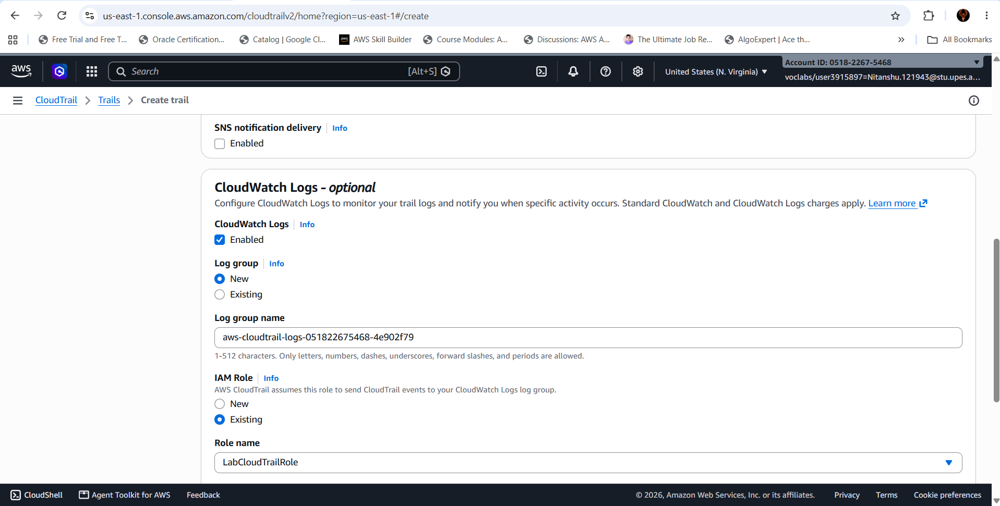 us-east-1.console.aws.amazon.com/cloudtrailv2/home?region=us-east-1#/create
Free Trial and Free T... Oracle Certification... Catalog | Google Cl... aws AWS Skill Builder Course Modules: A... Discussions: AWS A... The Ultimate Job Re... AlgoExpert | Ace th... » All Bookmarks
aws Search [Alt+S] United States (N. Virginia) Account ID: 0518-2267-5468
voclabs/user3915897=Nitanshu.121943@stu.upes.a...
CloudTrail > Trails > Create trail
SNS notification delivery Info
Enabled
CloudWatch Logs - optional
Configure CloudWatch Logs to monitor your trail logs and notify you when specific activity occurs. Standard CloudWatch and CloudWatch Logs charges apply. Learn more
CloudWatch Logs Info
Enabled
Log group Info
New
Existing
Log group name
aws-cloudtrail-logs-051822675468-4e902f79
1-512 characters. Only letters, numbers, dashes, underscores, forward slashes, and periods are allowed.
IAM Role Info
AWS CloudTrail assumes this role to send CloudTrail events to your CloudWatch Logs log group.
New
Existing
Role name
LabCloudTrailRole
CloudShell Agent Toolkit for AWS Feedback © 2026, Amazon Web Services, Inc. or its affiliates. Privacy Terms Cookie preferences